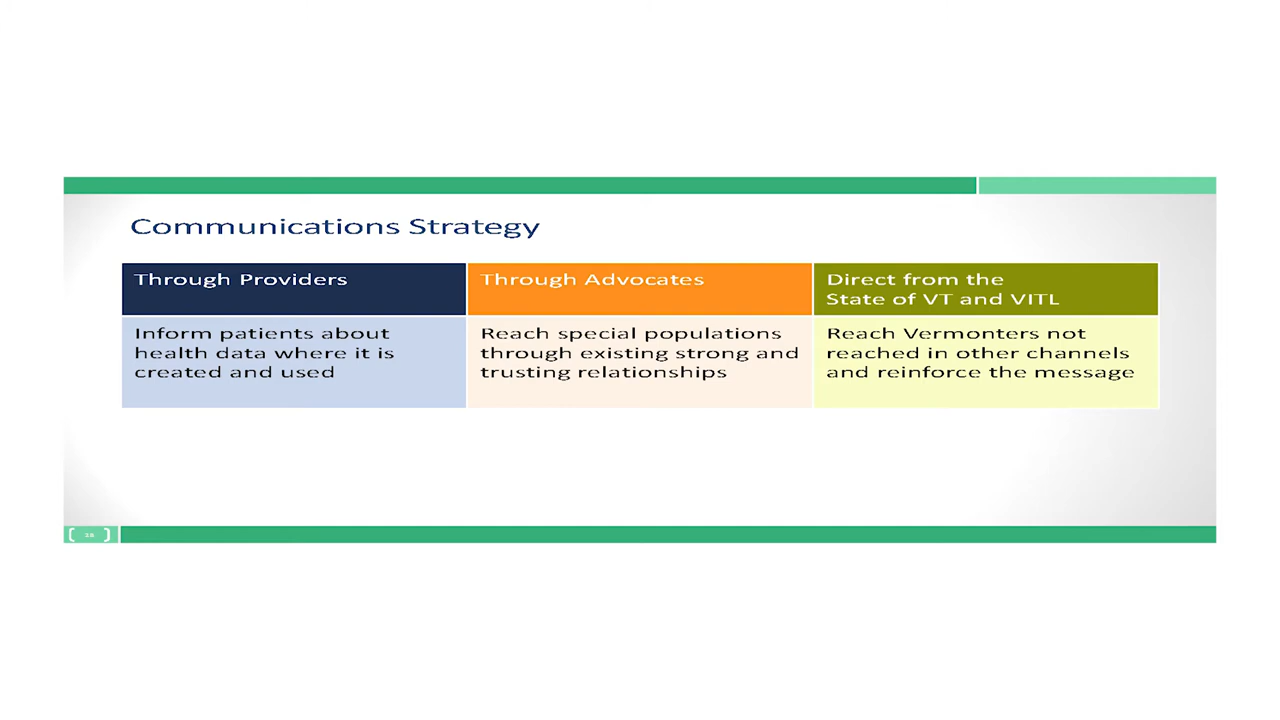 Communications Strategy
Through Providers
Inform patients about
health data where it is
created and used
Through Advocates
Reach special populations
through existing strong and
trusting relationships
Direct from the
State of VT and VITL
Reach Vermonters not
reached in other channels
and reinforce the message